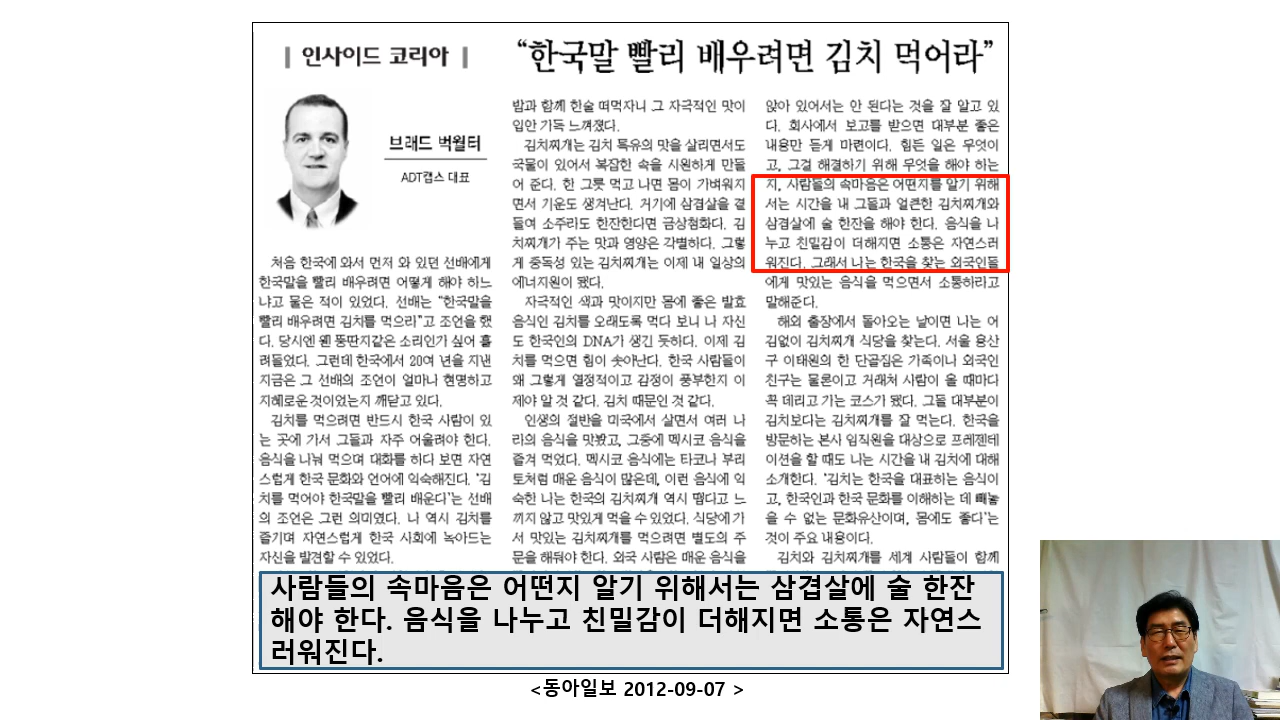 | 인사이드 코리아 |
“한국말 빨리 배우려면 김치 먹어라”
브래드 벅월터
ADT캡스 대표
처음 한국에 와서 먼저 와 있던 선배에게
한국말을 빨리 배우려면 어떻게 해야 하느
냐고 물은 적이 있었다. 선배는 “한국말을
빨리 배우려면 김치를 먹으라”고 조언을 했
다. 당시엔 웬 뚱딴지같은 소리인가 싶어 흘
려들었다. 그런데 한국에서 20여 년을 지낸
지금은 그 선배의 조언이 얼마나 현명하고
지혜로운 것이었는지 깨닫고 있다.
김치를 먹으려면 반드시 한국 사람이 있
는 곳에 가서 그들과 자주 어울려야 한다.
음식을 나눠 먹으며 대화를 하다 보면 자연
스럽게 한국 문화와 언어에 익숙해진다. ‘김
치를 먹어야 한국말을 빨리 배운다’는 선배
의 조언은 그런 의미였다. 나 역시 김치를
즐기며 자연스럽게 한국 사회에 녹아드는
자신을 발견할 수 있었다.
밥과 함께 한술 떠먹자니 그 자극적인 맛이
입안 가득 느껴졌다.
김치찌개는 김치 특유의 맛을 살리면서도
국물이 있어서 복잡한 속을 시원하게 만들
어 준다. 한 그릇 먹고 나면 몸이 가벼워지
면서 기운도 생겨난다. 거기에 삼겹살을 곁
들여 소주라도 한잔한다면 금상첨화다. 김
치찌개가 주는 맛과 영양은 각별하다. 그렇
게 중독성 있는 김치찌개는 이제 내 일상의
에너지원이 됐다.
자극적인 색과 맛이지만 몸에 좋은 발효
음식인 김치를 오래도록 먹다 보니 나 자신
도 한국인의 DNA가 생긴 듯하다. 이제 김
치를 먹으면 힘이 솟아난다. 한국 사람들이
왜 그렇게 열정적이고 감정이 풍부한지 이
제야 알 것 같다. 김치 때문인 것 같다.
인생의 절반을 미국에서 살면서 여러 나
라의 음식을 맛봤고, 그중에 멕시코 음식을
즐겨 먹었다. 멕시코 음식에는 타코나 부리
토처럼 매운 음식이 많은데, 이런 음식에 익
숙한 나는 한국의 김치찌개 역시 맵다고 느
끼지 않고 맛있게 먹을 수 있었다. 식당에 가
서 맛있는 김치찌개를 먹으려면 별도의 주
문을 해둬야 한다. 외국 사람은 매운 음식을
앉아 있어서는 안 된다는 것을 잘 알고 있
다. 회사에서 보고를 받으면 대부분 좋은
내용만 듣게 마련이다. 힘든 일은 무엇이
고, 그걸 해결하기 위해 무엇을 해야 하는
지, 사람들의 속마음은 어떤지를 알기 위해
서는 시간을 내 그들과 얼큰한 김치찌개와
삼겹살에 술 한잔을 해야 한다. 음식을 나
누고 친밀감이 더해지면 소통은 자연스러
워진다. 그래서 나는 한국을 찾는 외국인들
에게 맛있는 음식을 먹으면서 소통하라고
말해준다.
해외 출장에서 돌아오는 날이면 나는 어
김없이 김치찌개 식당을 찾는다. 서울 용산
구 이태원의 한 단골집은 가족이나 외국인
친구는 물론이고 거래처 사람이 올 때마다
꼭 데리고 가는 코스가 됐다. 그들 대부분이
김치보다는 김치찌개를 잘 먹는다. 한국을
방문하는 본사 임직원을 대상으로 프레젠테
이션을 할 때도 나는 시간을 내 김치에 대해
소개한다. ‘김치는 한국을 대표하는 음식이
고, 한국인과 한국 문화를 이해하는 데 빼놓
을 수 없는 문화유산이며, 몸에도 좋다’는
것이 주요 내용이다.
김치와 김치찌개를 세계 사람들이 함께
사람들의 속마음은 어떤지 알기 위해서는 삼겹살에 술 한잔
해야 한다. 음식을 나누고 친밀감이 더해지면 소통은 자연스
러워진다.
<동아일보 2012-09-07 >